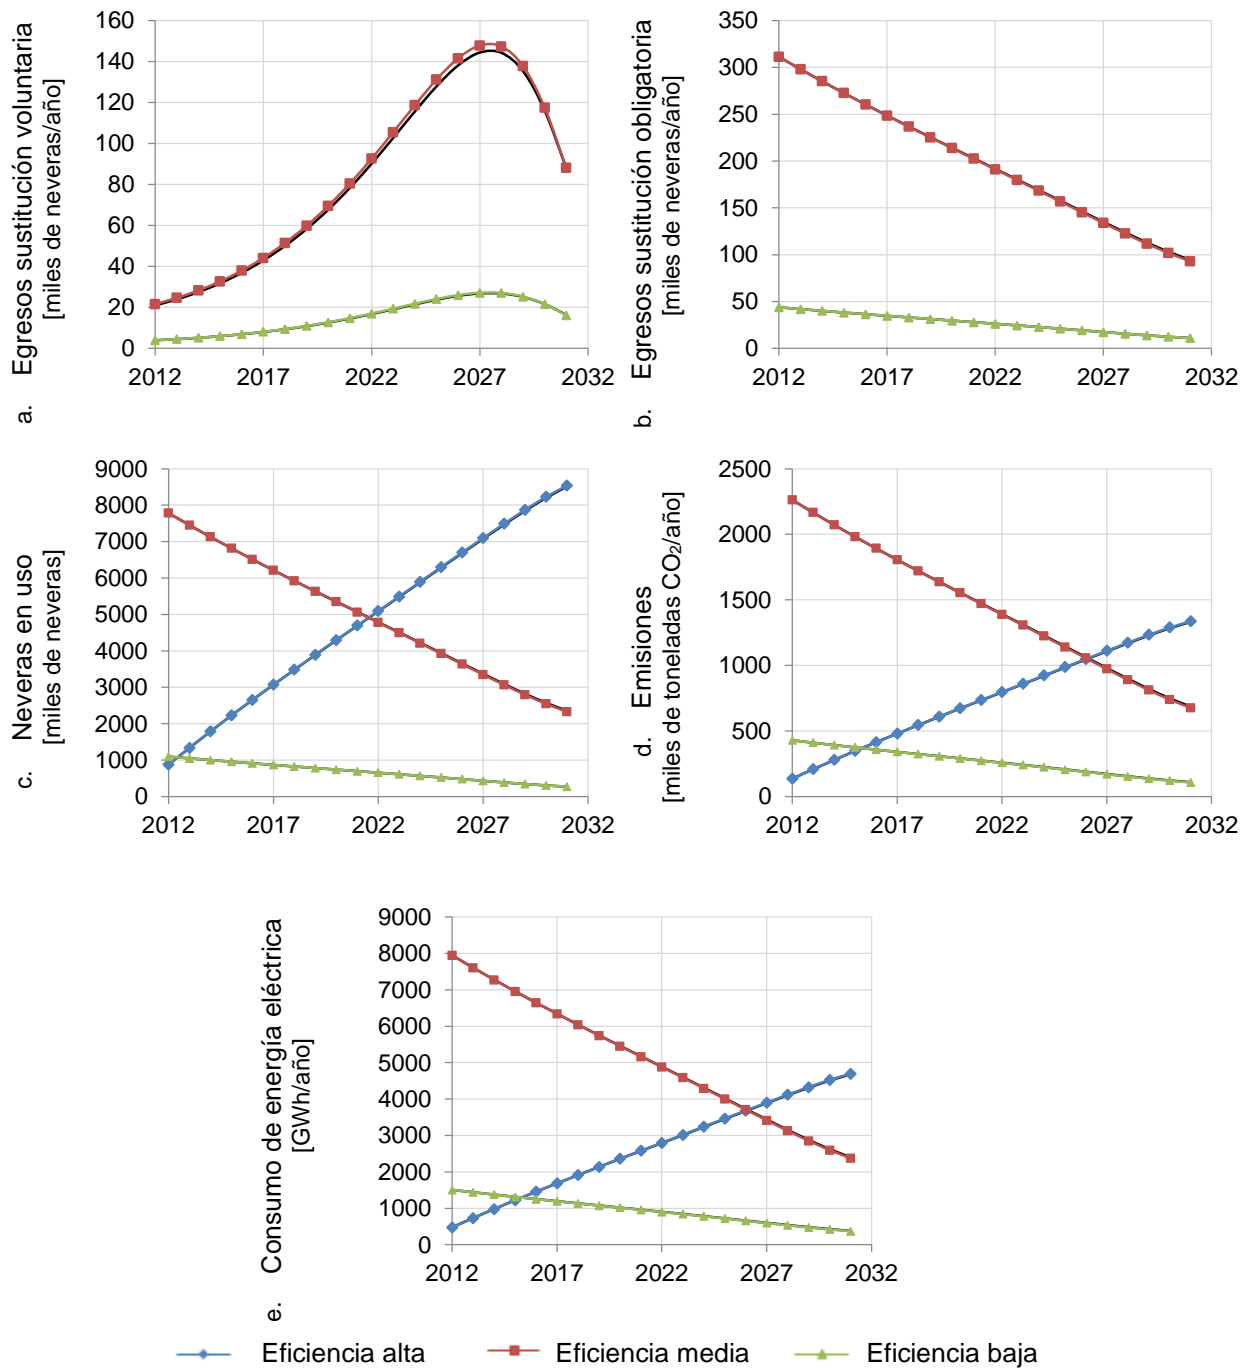 a. Egresos sustitución voluntaria
[miles de neveras/año]
160
140
120
100
80
60
40
20
0
2012 2017 2022 2027 2032
b. Egresos sustitución obligatoria
[miles de neveras/año]
350
300
250
200
150
100
50
0
2012 2017 2022 2027 2032
c. Neveras en uso
[miles de neveras]
9000
8000
7000
6000
5000
4000
3000
2000
1000
0
2012 2017 2022 2027 2032
d. Emisiones
[miles de toneladas CO₂/año]
2500
2000
1500
1000
500
0
2012 2017 2022 2027 2032
e. Consumo de energía eléctrica
[GWh/año]
9000
8000
7000
6000
5000
4000
3000
2000
1000
0
2012 2017 2022 2027 2032
Eficiencia alta Eficiencia media Eficiencia baja